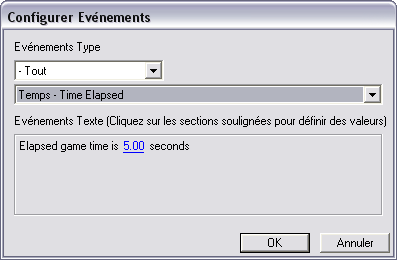 Configurer Evénements
Evénements Type
- Tout
Temps - Time Elapsed
Evénements Texte (Cliquez sur les sections soulignées pour définir des valeurs)
Elapsed game time is 5.00 seconds
OK
Annuler